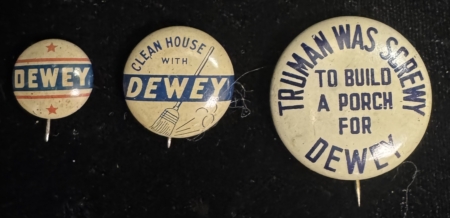 DEWEY
CLEAN HOUSE
WITH
DEWEY
TRUMAN WAS SCREWY
TO BUILD
A PORCH
FOR
DEWEY